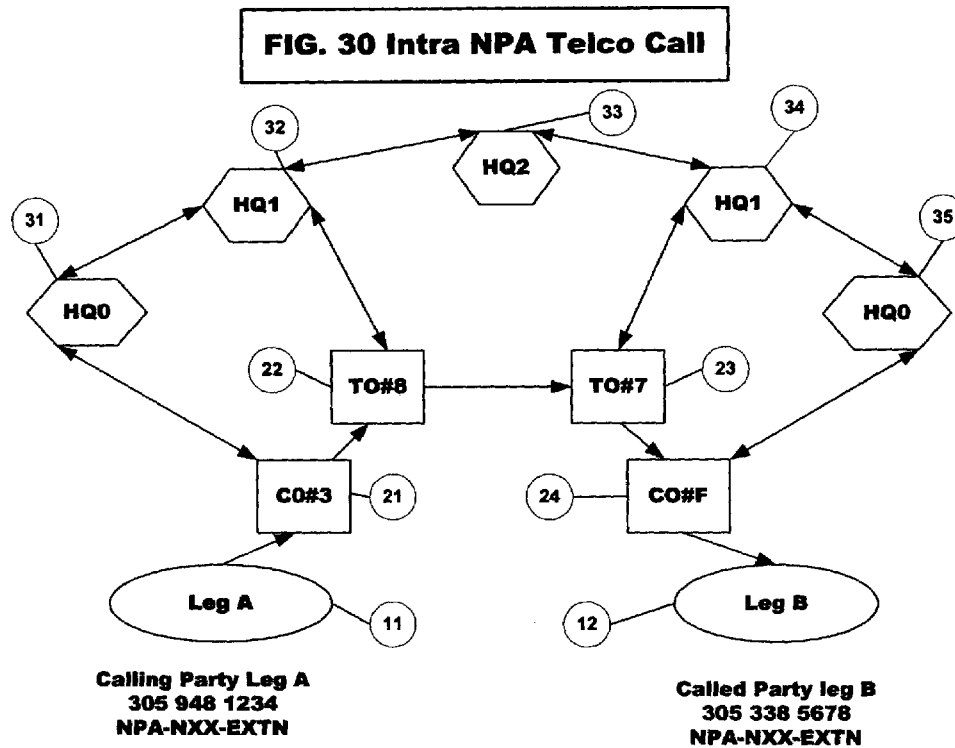 FIG. 30 Intra NPA Telco Call
33
34
32
HQ2
HQ1
HQ1
31
35
HQ0
HQ0
22
TO#8
TO#7
23
C0#3
21
24
CO#F
Leg A
11
12
Leg B
Calling Party Leg A
305 948 1234
NPA-NXX-EXTN
Called Party leg B
305 338 5678
NPA-NXX-EXTN